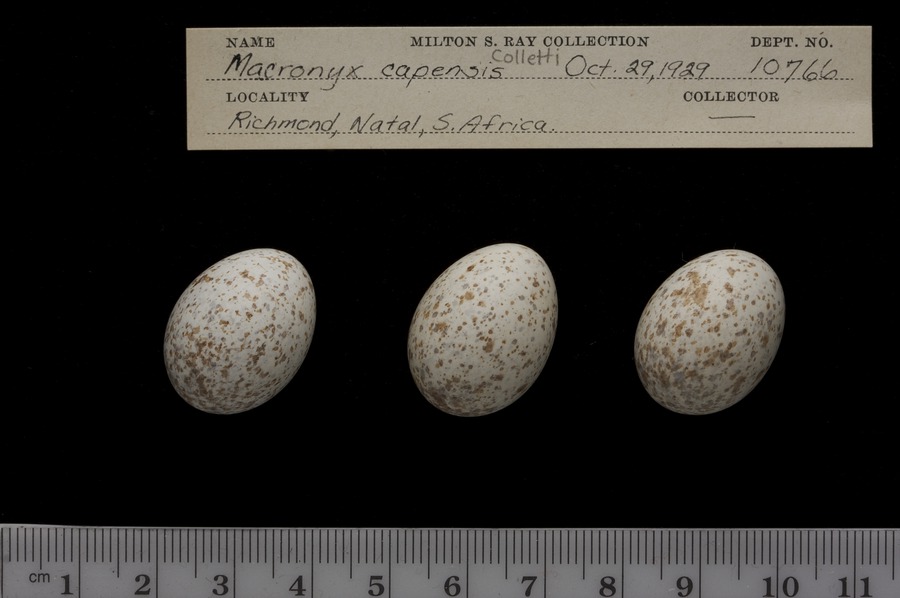 NAME MILTON S. RAY COLLECTION DEPT. NO.
Macronyx capensis Colletti Oct. 29, 1929 10766
LOCALITY COLLECTOR
Richmond, Natal, S. Africa. —
cm 1 2 3 4 5 6 7 8 9 10 11